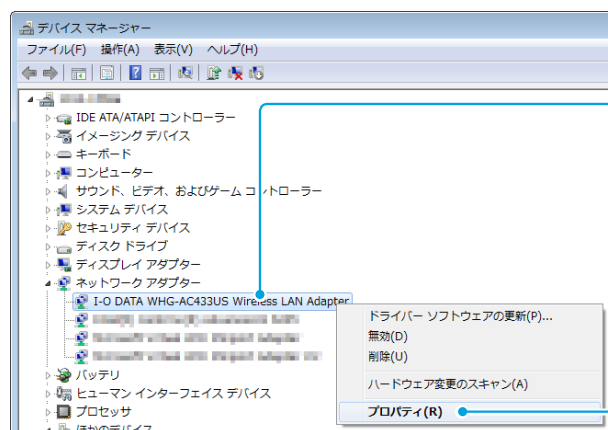 デバイス マネージャー
ファイル(F) 操作(A) 表示(V) ヘルプ(H)
IDE ATA/ATAPI コントローラー
イメージング デバイス
キーボード
コンピューター
サウンド、ビデオ、およびゲーム コントローラー
システム デバイス
セキュリティ デバイス
ディスク ドライブ
ディスプレイ アダプター
ネットワーク アダプター
I-O DATA WHG-AC433US Wireless LAN Adapter
ドライバー ソフトウェアの更新(P)...
無効(D)
削除(U)
ハードウェア変更のスキャン(A)
プロパティ(R)
バッテリ
ヒューマン インターフェイス デバイス
プロセッサ
ほかのデバイス